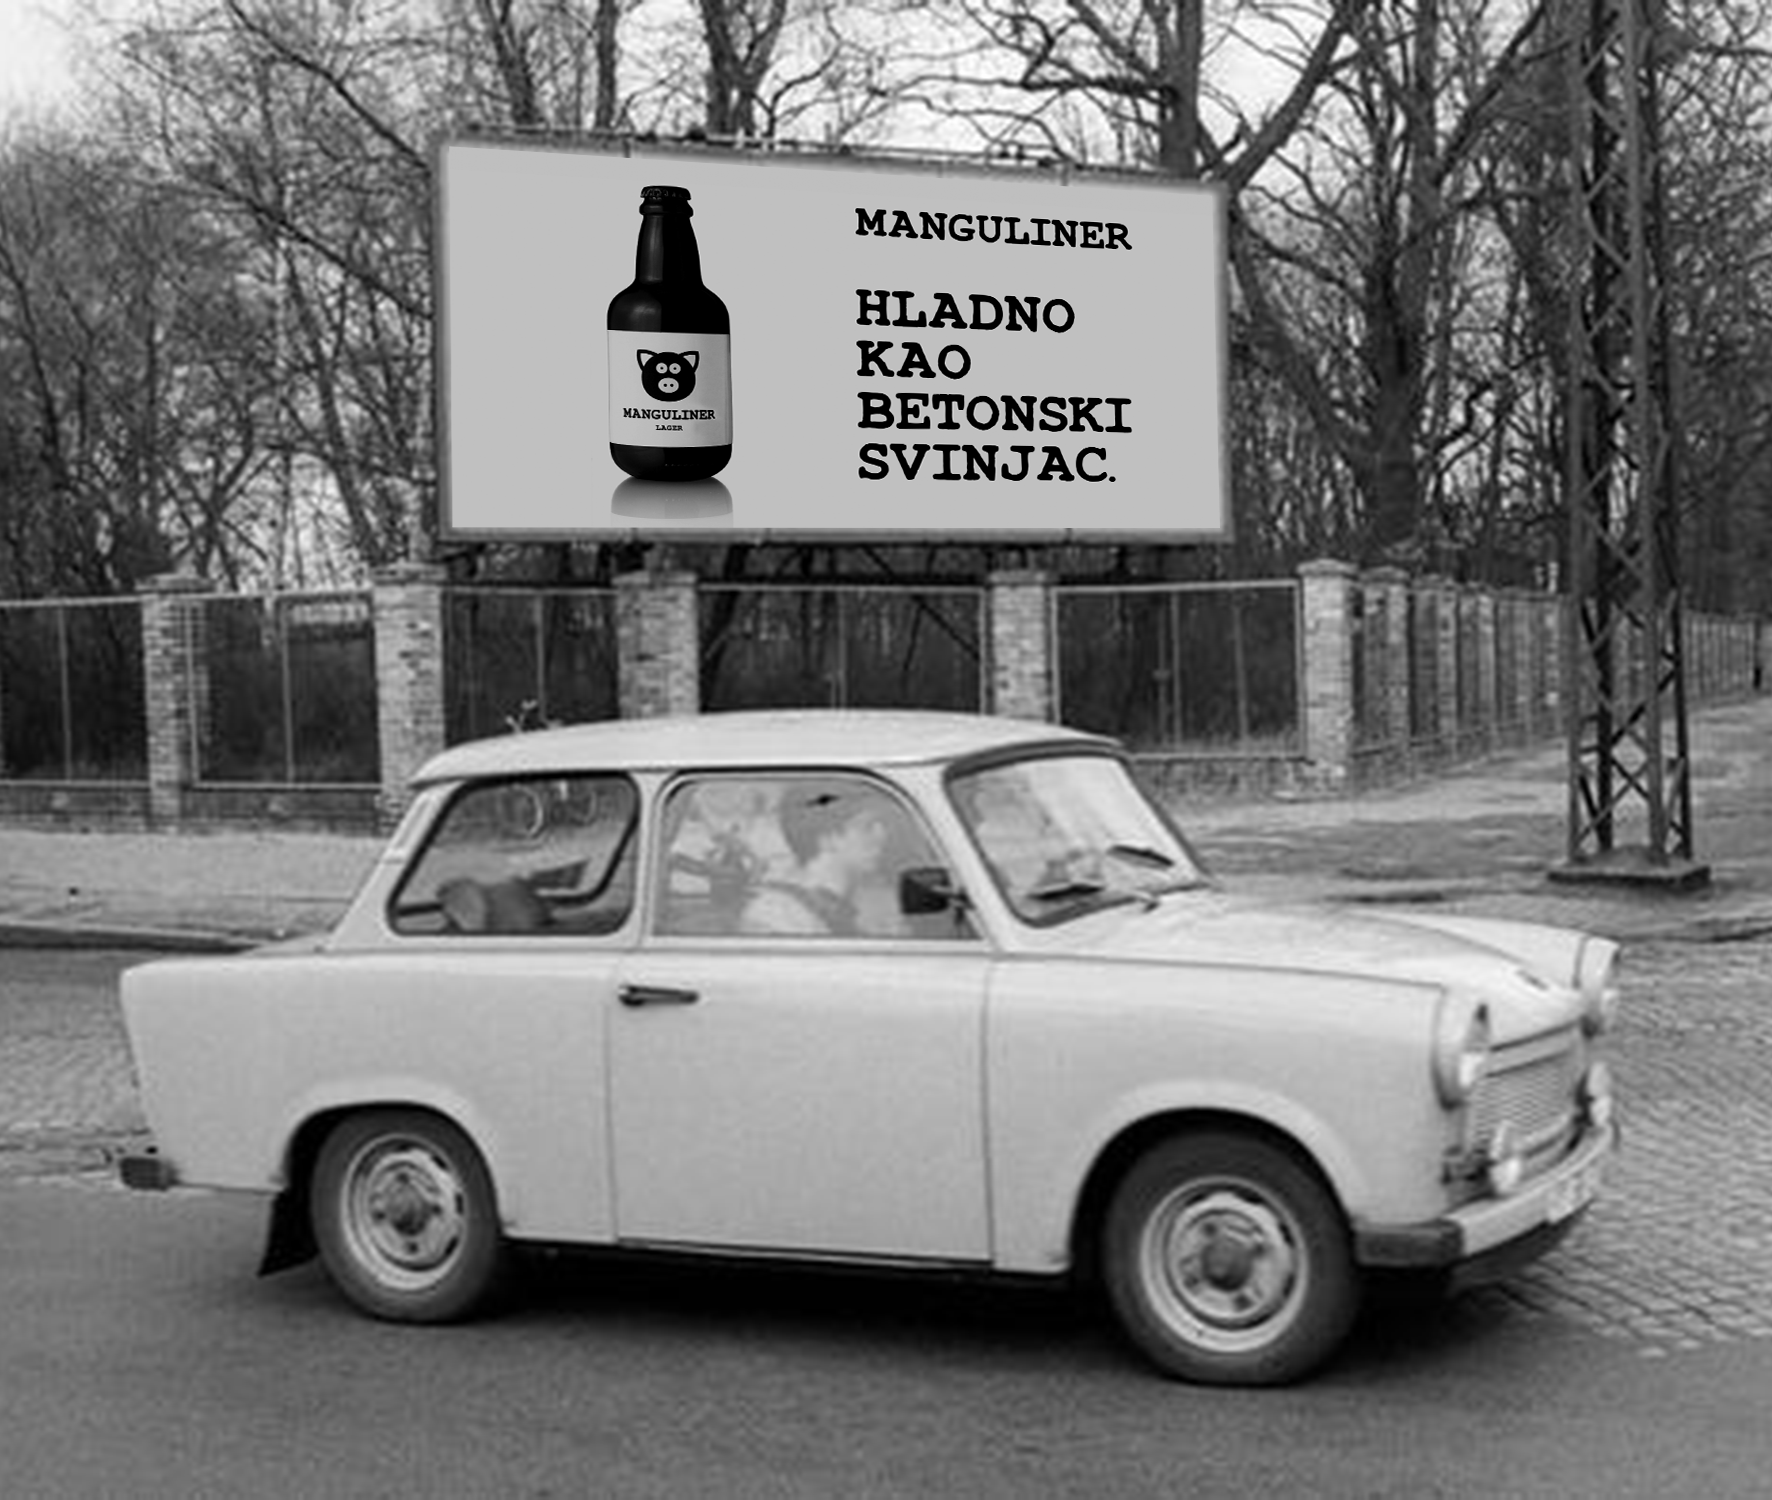 MANGULINER
LAGER
MANGULINER
HLADNO
KAO
BETONSKI
SVINJAC.